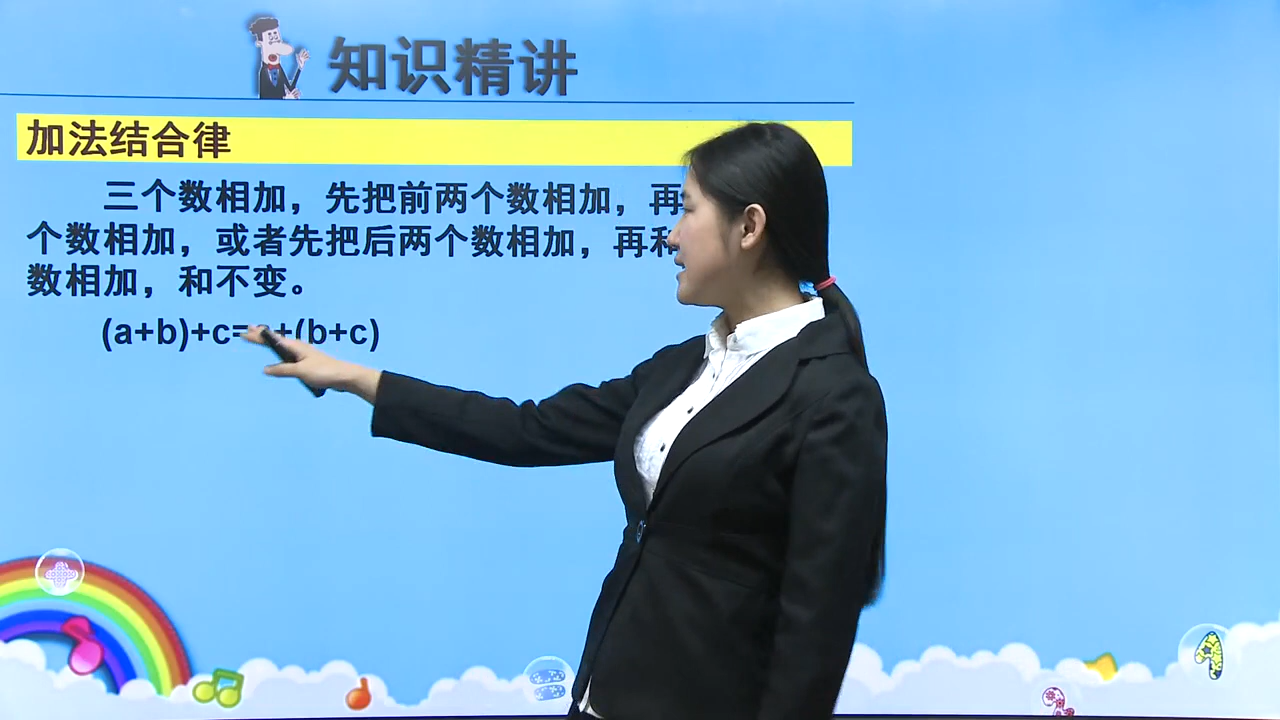 知识精讲
加法结合律
三个数相加，先把前两个数相加，再
个数相加，或者先把后两个数相加，再和
数相加，和不变。
(a+b)+c=a+(b+c)